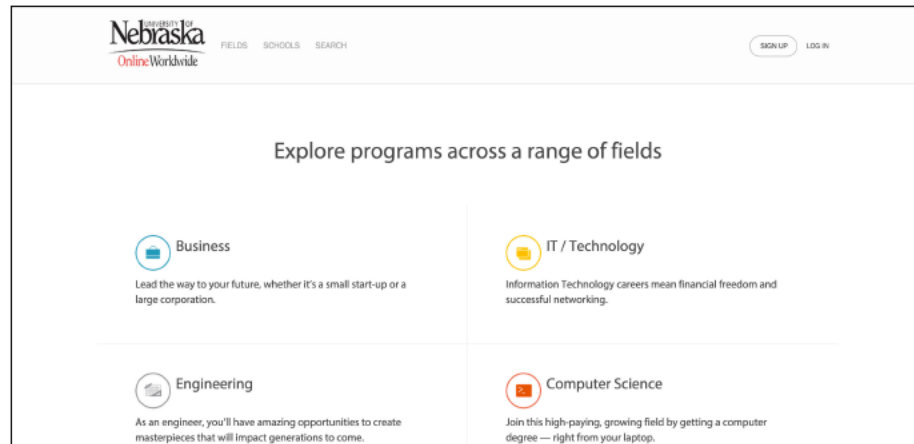 UNIVERSITY OF
Nebraska
Online Worldwide
FIELDS SCHOOLS SEARCH
SIGN UP LOG IN
Explore programs across a range of fields
Business
Lead the way to your future, whether it's a small start-up or a
large corporation.
IT / Technology
Information Technology careers mean financial freedom and
successful networking.
Engineering
As an engineer, you'll have amazing opportunities to create
masterpieces that will impact generations to come.
Computer Science
Join this high-paying, growing field by getting a computer
degree — right from your laptop.